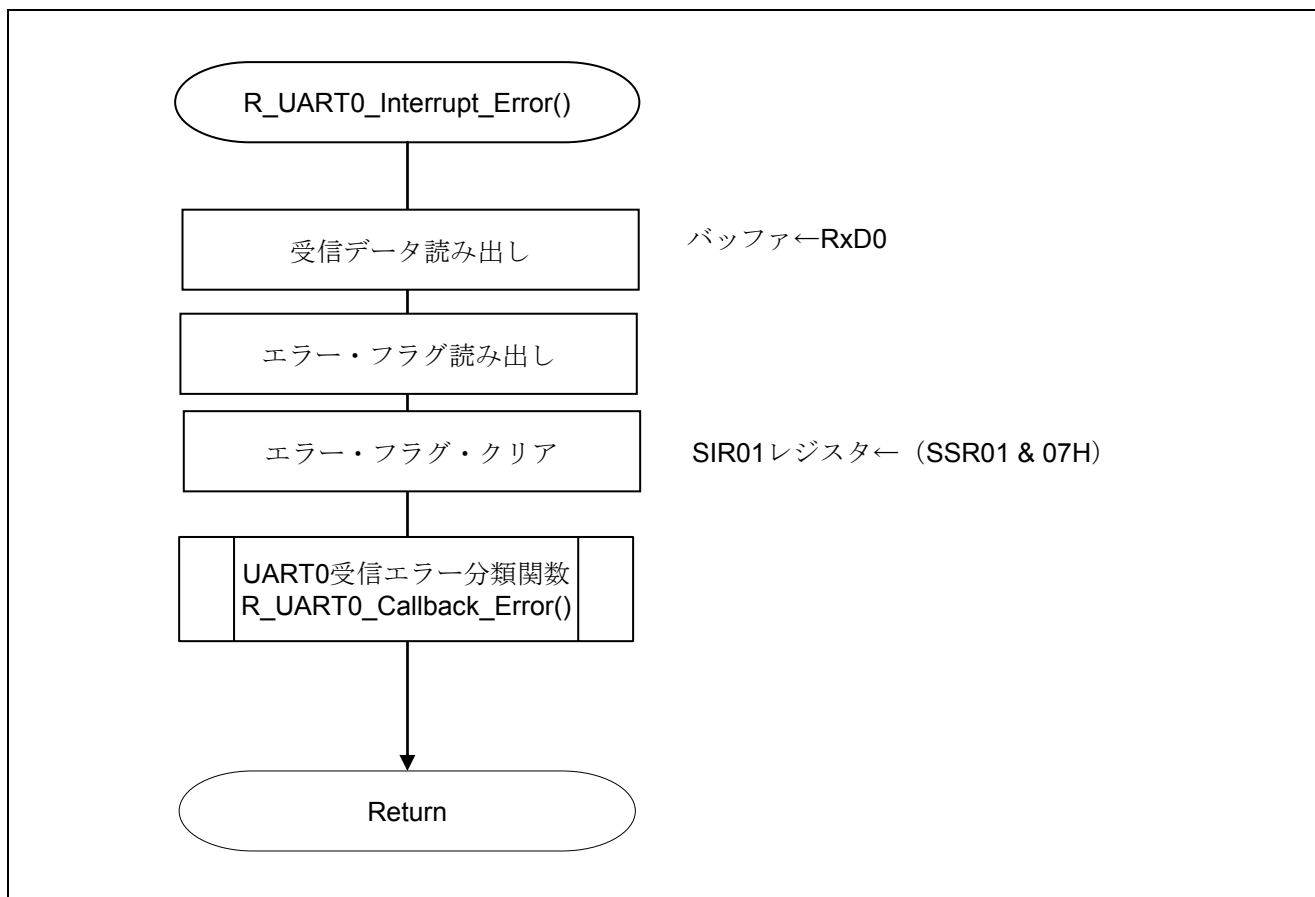 R_UART0_Interrupt_Error()
受信データ読み出し
バッファ←RxD0
エラー・フラグ読み出し
エラー・フラグ・クリア
SIR01レジスタ←（SSR01 & 07H）
UART0受信エラー分類関数
R_UART0_Callback_Error()
Return